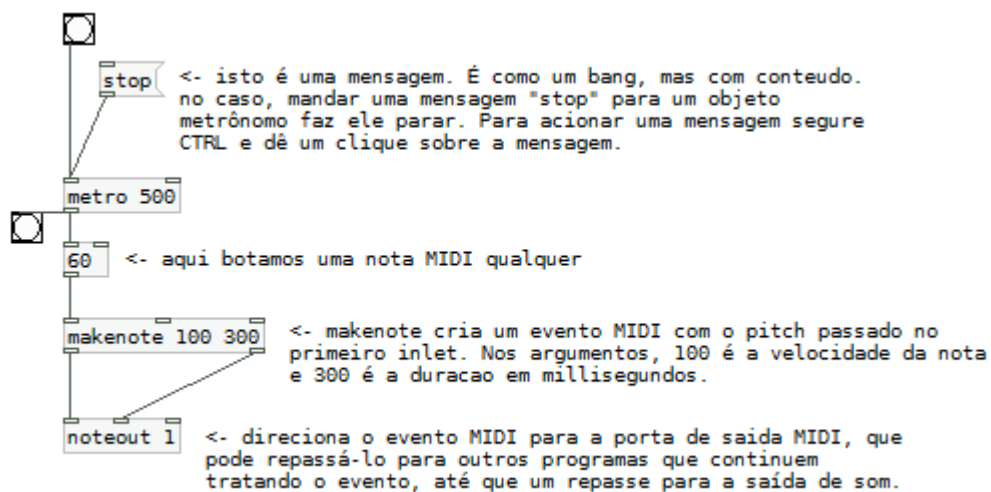 stop
<- isto é uma mensagem. É como um bang, mas com conteudo.
no caso, mandar uma mensagem "stop" para um objeto
metrônomo faz ele parar. Para acionar uma mensagem segure
CTRL e dê um clique sobre a mensagem.
metro 500
60
<- aqui botamos uma nota MIDI qualquer
makenote 100 300
<- makenote cria um evento MIDI com o pitch passado no
primeiro inlet. Nos argumentos, 100 é a velocidade da nota
e 300 é a duracao em millisegundos.
noteout 1
<- direciona o evento MIDI para a porta de saida MIDI, que
pode repassá-lo para outros programas que continuem
tratando o evento, até que um repasse para a saída de som.